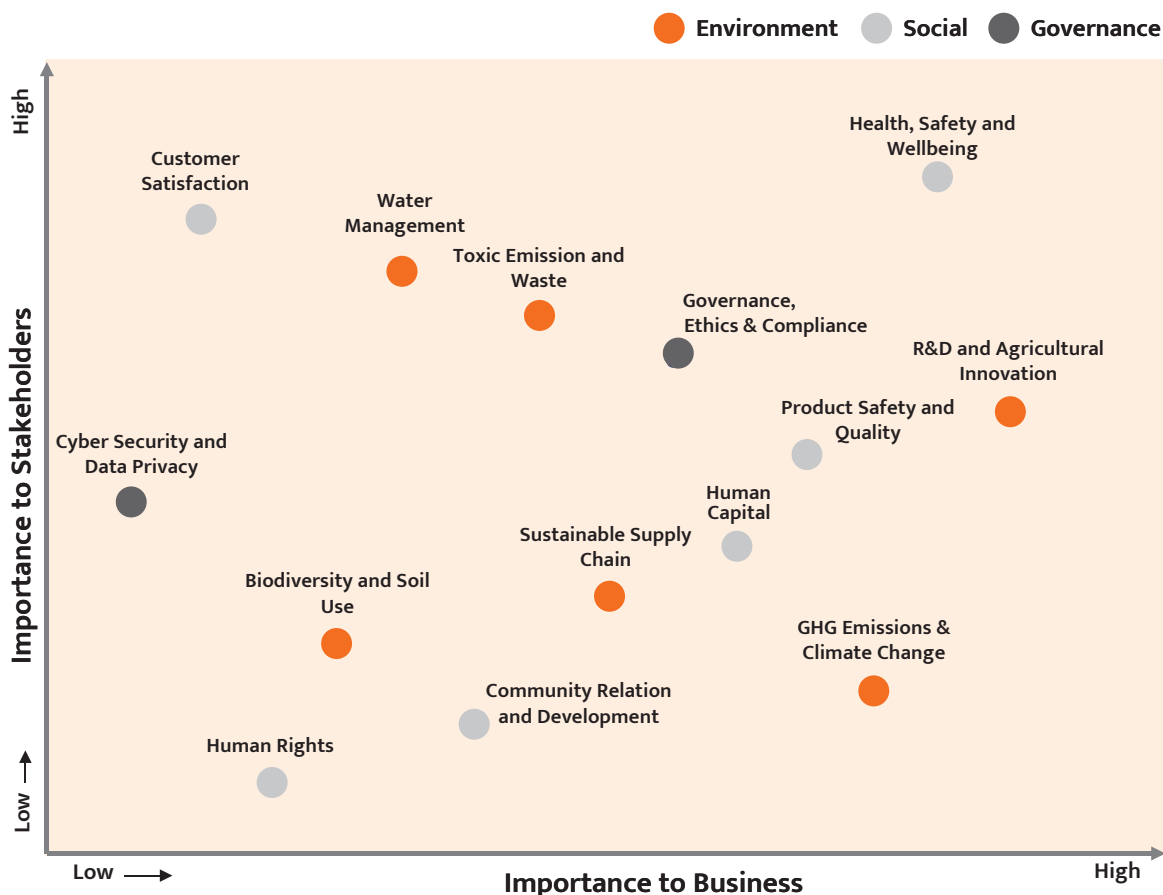 Environment
Social
Governance
High
Health, Safety and
Wellbeing
Customer
Satisfaction
Water
Management
Toxic Emission and
Waste
Governance,
Ethics & Compliance
R&D and Agricultural
Innovation
Product Safety and
Quality
Cyber Security and
Data Privacy
Human
Capital
Sustainable Supply
Chain
Biodiversity and Soil
Use
GHG Emissions &
Climate Change
Community Relation
and Development
Human Rights
Importance to Stakeholders
Low
Low
High
Importance to Business